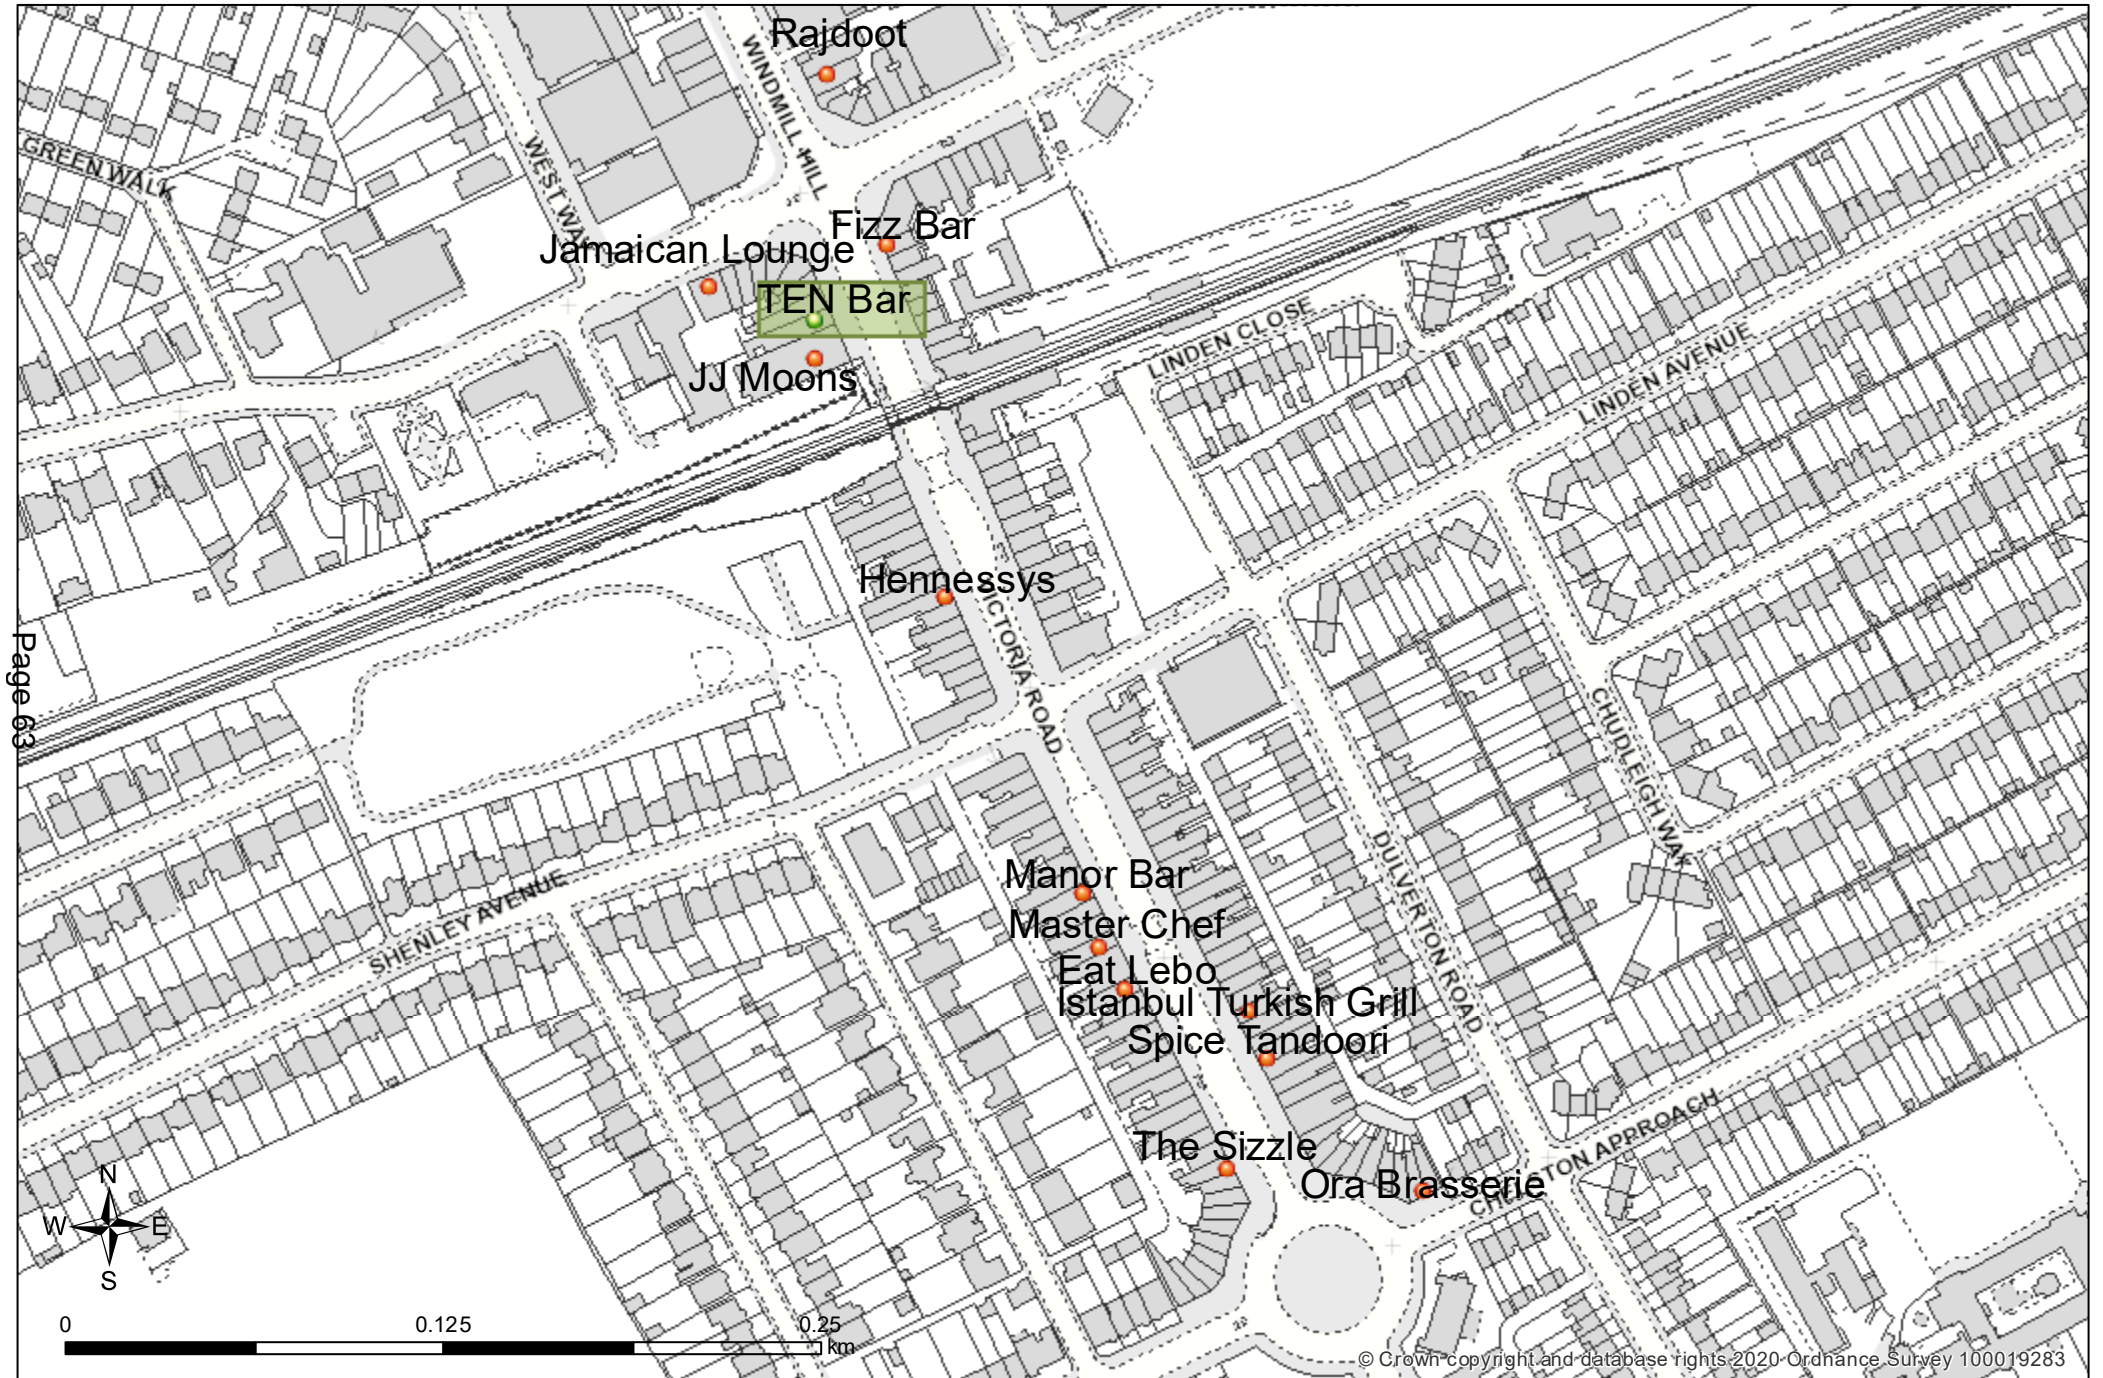 Rajdoot
WINDMILL HILL
GREEN WALK
WEST WAY
Fizz Bar
Jamaican Lounge
TEN Bar
JJ Moons
LINDEN CLOSE
LINDEN AVENUE
Hennessys
VICTORIA ROAD
Page 63
CHUDLEIGH WAY
Manor Bar
SHENLEY AVENUE
DULVERTON ROAD
Master Chef
Eat Lebo
Istanbul Turkish Grill
Spice Tandoori
The Sizzle
Ora Brasserie
CHELSTON APPROACH
N
W E
S
0 0.125 0.25
km
© Crown copyright and database rights 2020 Ordnance Survey 100019283